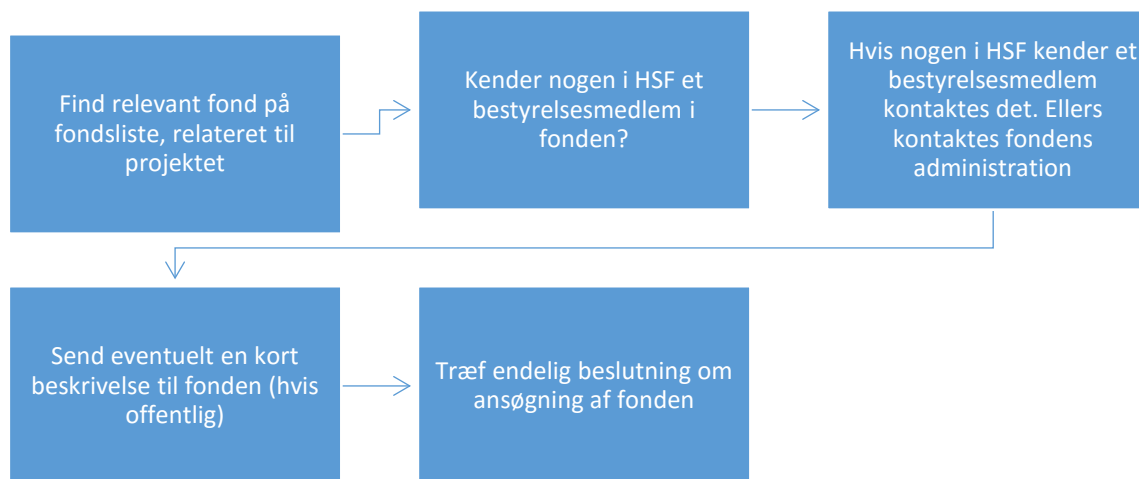 Find relevant fond på
fondsliste, relateret til
projektet
Kender nogen i HSF et
bestyrelsesmedlem i
fonden?
Hvis nogen i HSF kender et
bestyrelsesmedlem
kontaktes det. Ellers
kontaktes fondens
administration
Send eventuelt en kort
beskrivelse til fonden (hvis
offentlig)
Træf endelig beslutning om
ansøgning af fonden